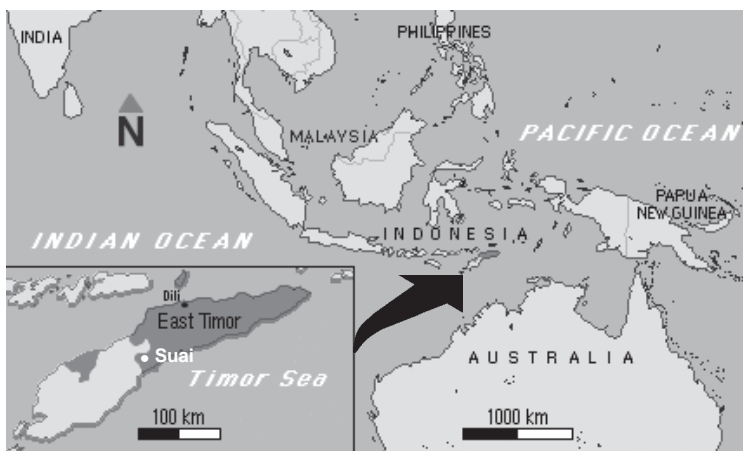 INDIA
PHILIPPINES
N
MALAYSIA
PACIFIC OCEAN
PAPUA
NEW GUINEA
INDIAN OCEAN
INDONESIA
Dili
East Timor
Suai
Timor Sea
AUSTRALIA
100 km
1000 km